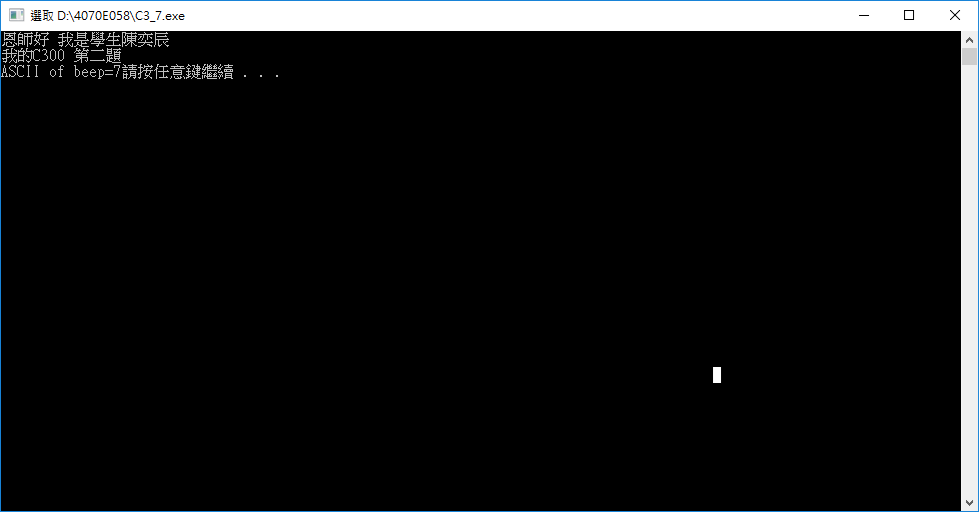 選取 D:\4070E058\C3_7.exe
恩師好 我是學生陳奕辰
我的C300 第二題
ASCII of beep=7請按任意鍵繼續 . . .